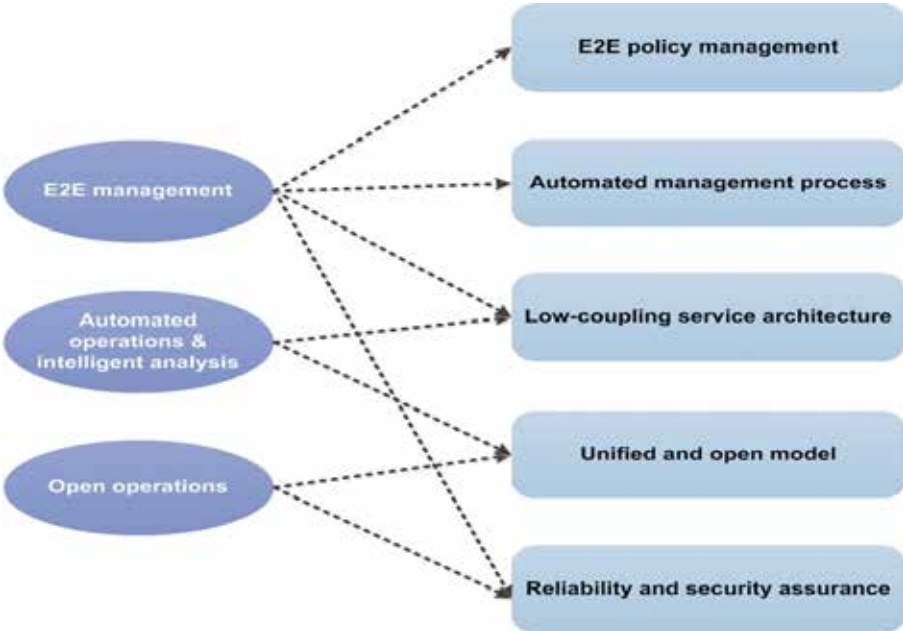 E2E management
Automated
operations &
intelligent analysis
Open operations
E2E policy management
Automated management process
Low-coupling service architecture
Unified and open model
Reliability and security assurance